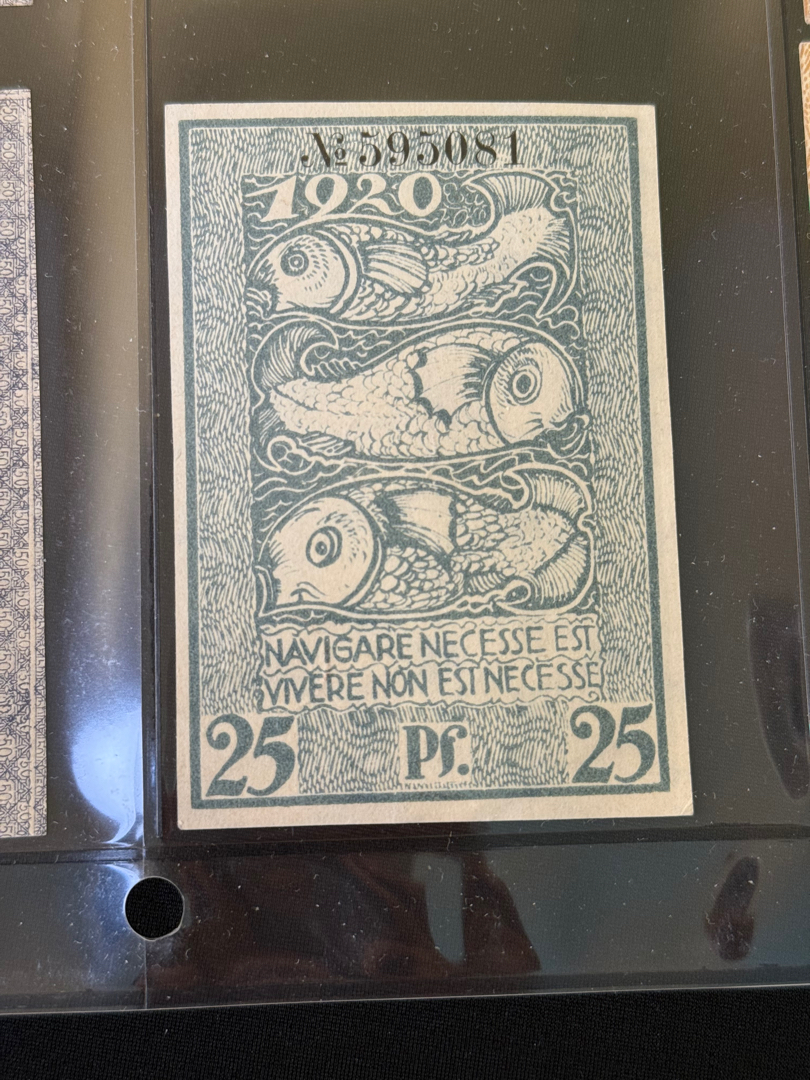 № 595081
1920
NAVIGARE NECESSE EST
VIVERE NON EST NECESSE
25 Pf. 25